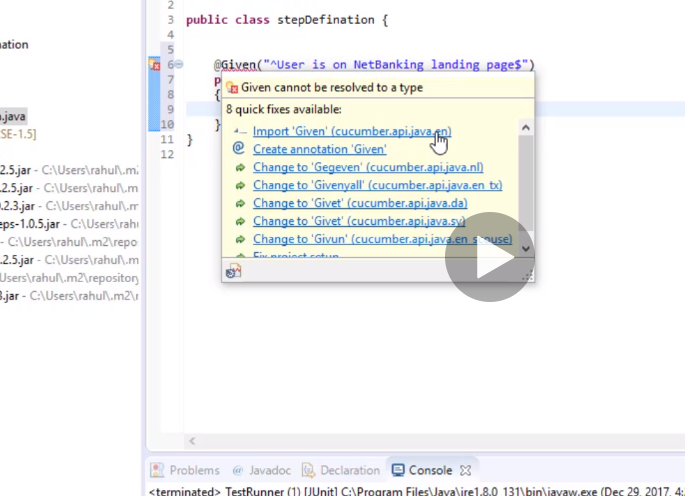 2
ation
3 public class stepDefination {
4
5
6 @Given("^User is on NetBanking landing page$")
Given cannot be resolved to a type
8 quick fixes available:
Import 'Given' (cucumber.api.java.en)
Create annotation 'Given'
Change to 'Gegeven' (cucumber.api.java.nl)
Change to 'Givenyall' (cucumber.api.java.en_tx)
Change to 'Givet' (cucumber.api.java.da)
Change to 'Givet' (cucumber.api.java.sv)
Change to 'Givun' (cucumber.api.java.en_scouse)
Fix project setup
7 p
8 {
9
10 }
11 }
12
.java
SE-1.5]
2.5.jar - C:\Users\rahul\.m
.2.5.jar - C:\Users\rahul\.m
0.2.3.jar - C:\Users\rahul\.m
eps-1.0.5.jar - C:\Users\rahu
- C:\Users\rahul\.m2\repo
.2.5.jar - C:\Users\rahul\.m
Users\rahul\.m2\repository
3.jar - C:\Users\rahul\.m2\r
Problems Javadoc Declaration Console
<terminated> TestRunner (1) [JUnit] C:\Program Files\Java\jre1.8.0_131\bin\javaw.exe (Dec 29, 2017, 4: